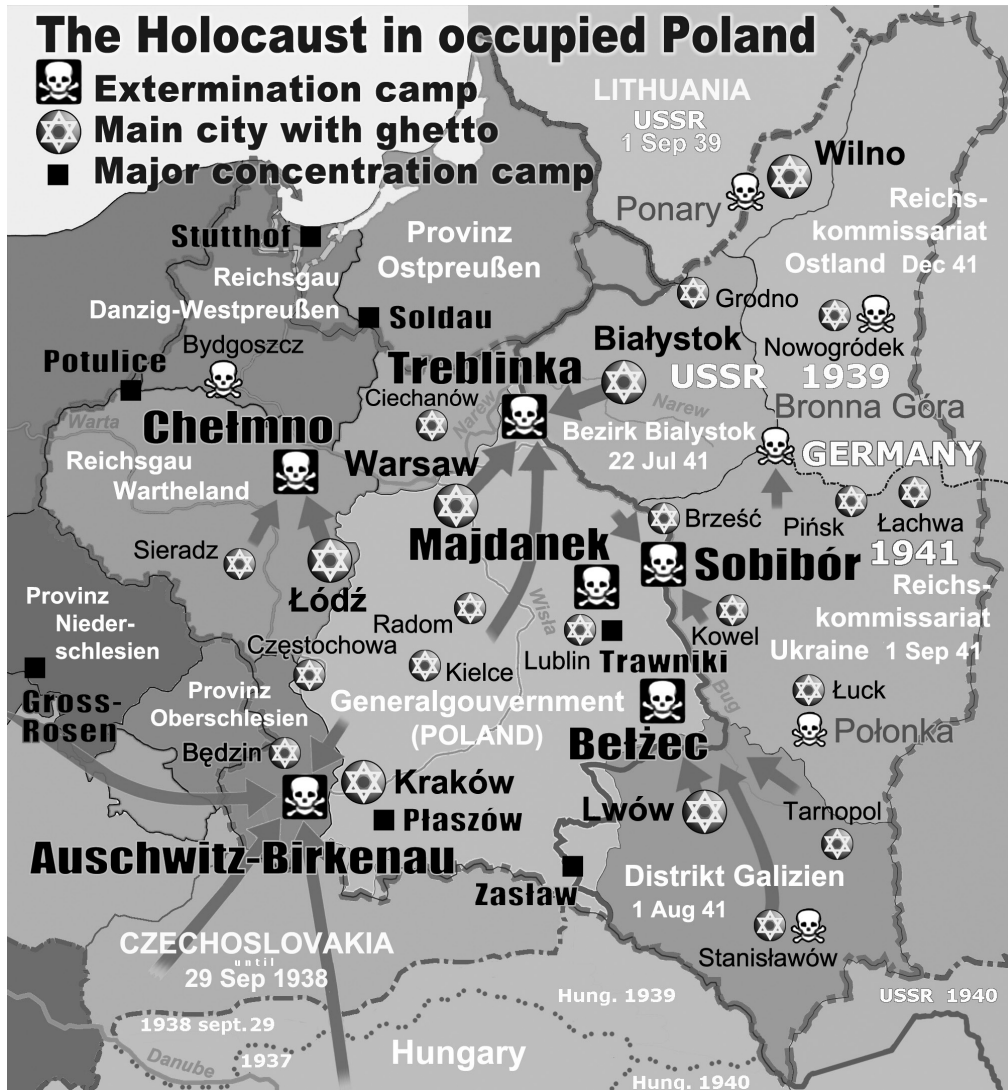 The Holocaust in occupied Poland
Extermination camp
Main city with ghetto
Major concentration camp
LITHUANIA
USSR
1 Sep 39
Wilno
Ponary
Reichs-
kommissariat
Ostland Dec 41
Stutthof
Provinz
Ostpreußen
Reichsgau
Danzig-Westpreußen
Grodno
Soldau
Nowogródek
Białystok
Bydgoszcz
Potulice
Treblinka
USSR 1939
Ciechanów
Narew
Narew
Bronna Góra
Warta
Chełmno
Bezirk Bialystok
22 Jul 41
GERMANY
Reichsgau
Wartheland
Warsaw
Brześć
Pińsk
Łachwa
Majdanek
Sobibór
1941
Sieradz
Łódź
Wisła
Reichs-
kommissariat
Ukraine 1 Sep 41
Provinz
Nieder-
schlesien
Radom
Kowel
Częstochowa
Kielce
Lublin
Trawniki
Gross-
Rosen
Provinz
Oberschlesien
Generalgouvernment
(POLAND)
Bug
Łuck
Połonka
Bełżec
Będzin
Kraków
Lwów
Tarnopol
Płaszów
Auschwitz-Birkenau
Zasław
Distrikt Galizien
1 Aug 41
CZECHOSLOVAKIA
until
29 Sep 1938
Stanisławów
Hung. 1939
USSR 1940
1938 sept.29
Danube
1937
Hungary
Hung. 1940